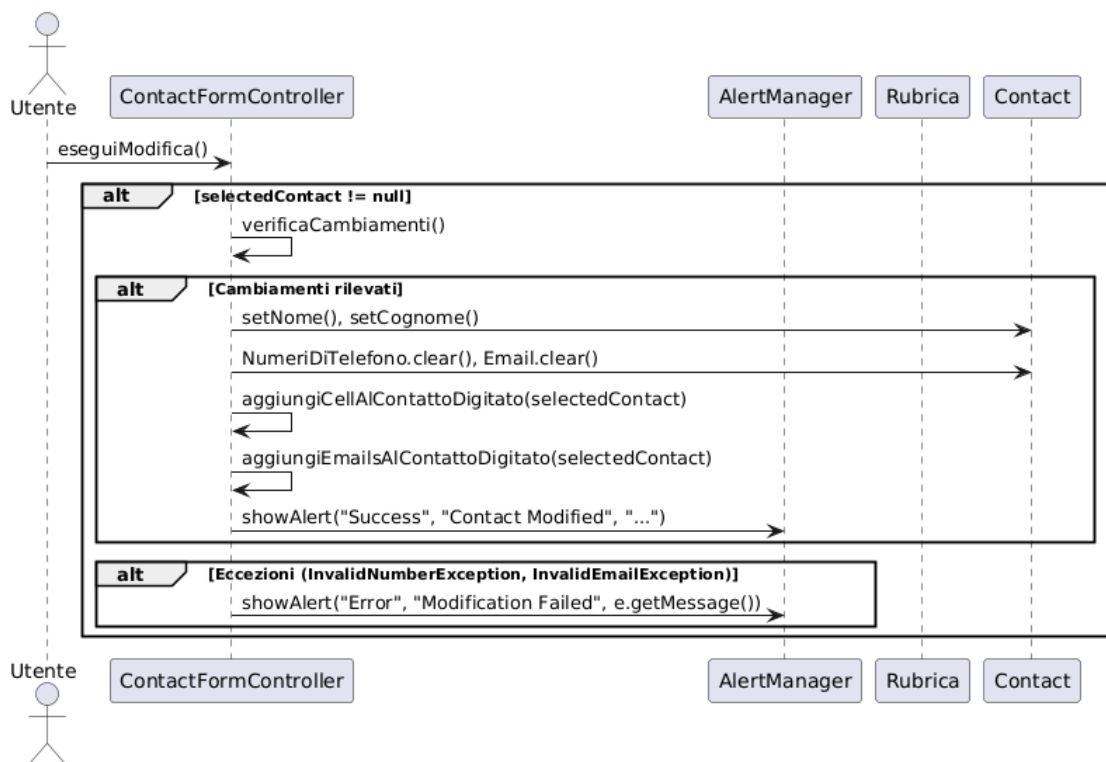 Utente
ContactFormController
AlertManager
Rubrica
Contact
eseguiModifica()
alt
[selectedContact != null]
verificaCambiamenti()
alt
[Cambiamenti rilevati]
setNome(), setCognome()
NumeriDiTelefono.clear(), Email.clear()
aggiungiCellAlContattoDigitato(selectedContact)
aggiungiEmailsAlContattoDigitato(selectedContact)
showAlert("Success", "Contact Modified", "...")
alt
[Eccezioni (InvalidNumberException, InvalidEmailException)]
showAlert("Error", "Modification Failed", e.getMessage())
Utente
ContactFormController
AlertManager
Rubrica
Contact